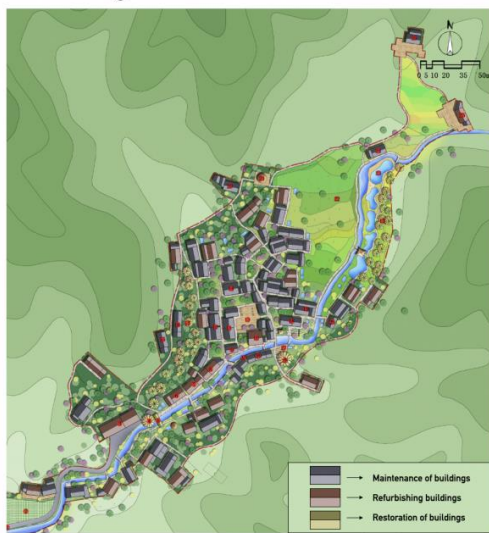 N
0 5 10 20 35 50m
Maintenance of buildings
Refurbishing buildings
Restoration of buildings